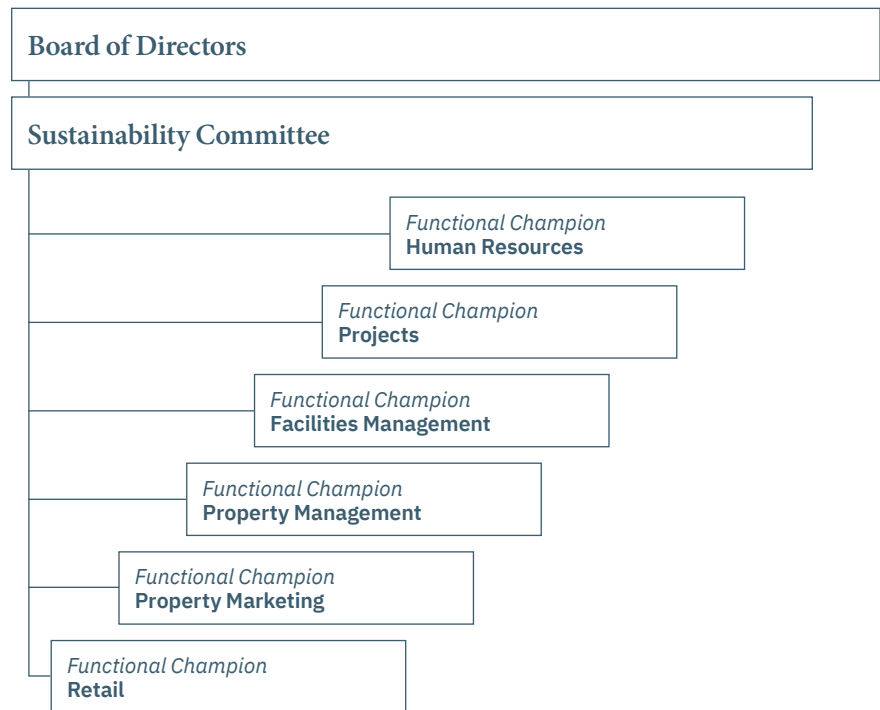 Board of Directors
Sustainability Committee
Functional Champion
Human Resources
Functional Champion
Projects
Functional Champion
Facilities Management
Functional Champion
Property Management
Functional Champion
Property Marketing
Functional Champion
Retail